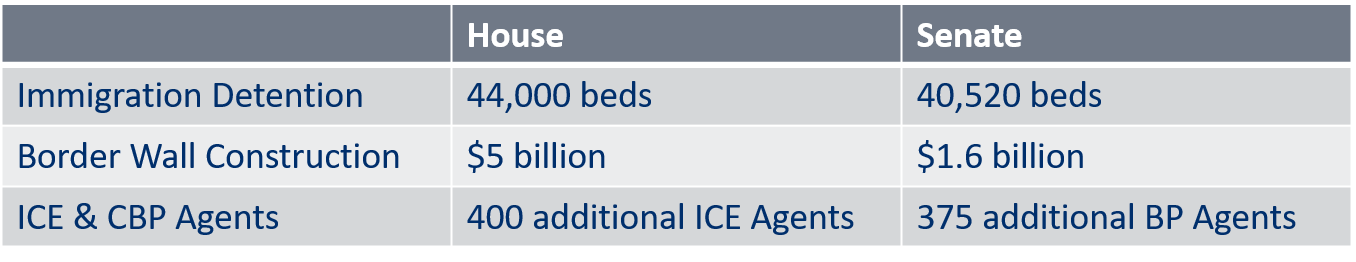 House Senate
Immigration Detention 44,000 beds 40,520 beds
Border Wall Construction $5 billion $1.6 billion
ICE & CBP Agents 400 additional ICE Agents 375 additional BP Agents